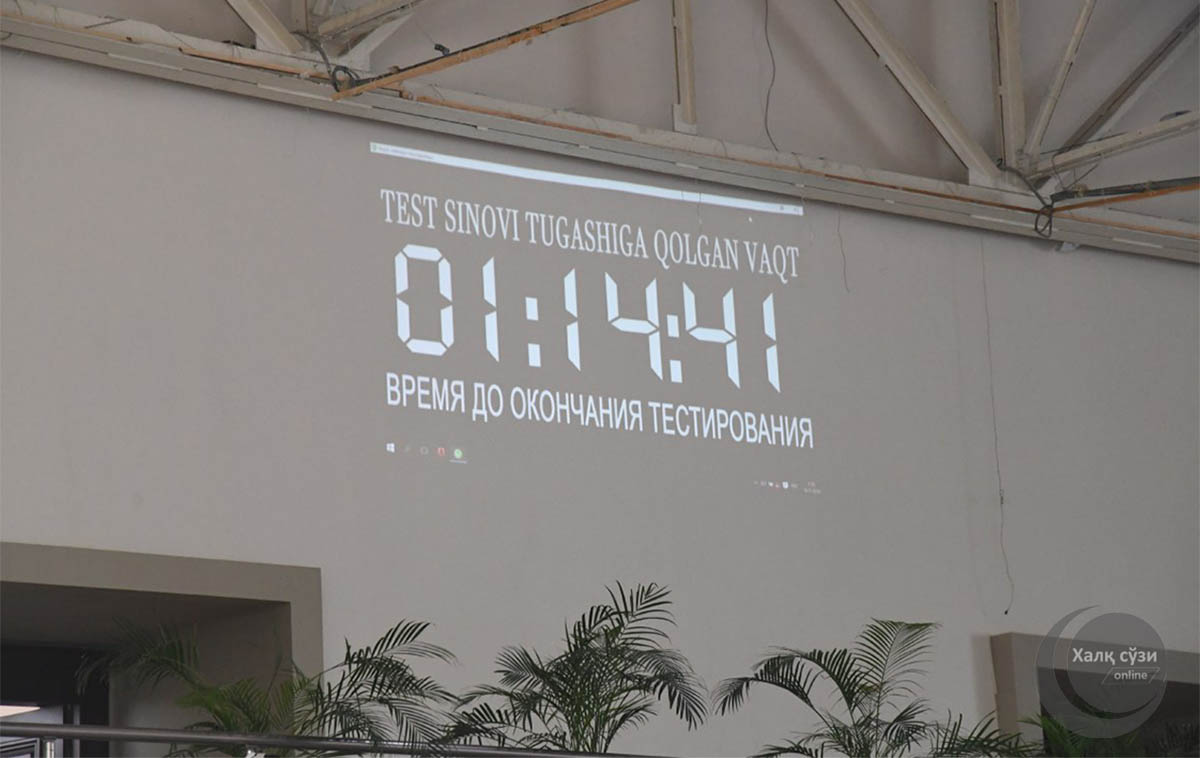 TEST SINOVI TUGASHIGA QOLGAN VAQT
01:14:41
ВРЕМЯ ДО ОКОНЧАНИЯ ТЕСТИРОВАНИЯ
Халқ сўзи
online